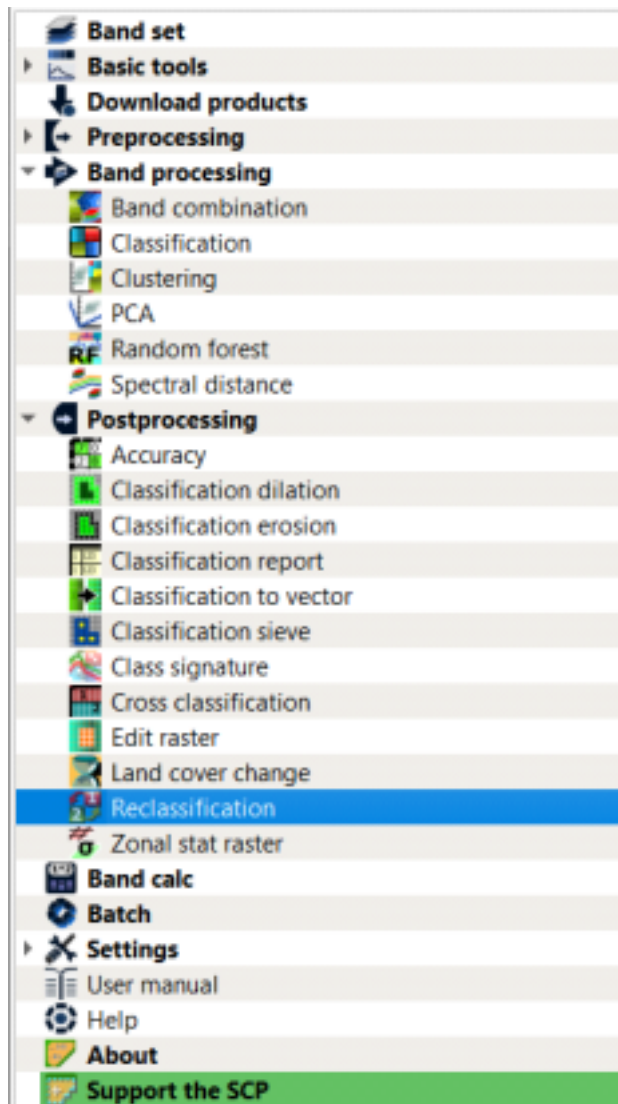 Band set
Basic tools
Download products
Preprocessing
Band processing
Band combination
Classification
Clustering
PCA
RF Random forest
Spectral distance
Postprocessing
Accuracy
Classification dilation
Classification erosion
Classification report
Classification to vector
Classification sieve
Class signature
Cross classification
Edit raster
Land cover change
Reclassification
Zonal stat raster
Band calc
Batch
Settings
User manual
Help
About
Support the SCP